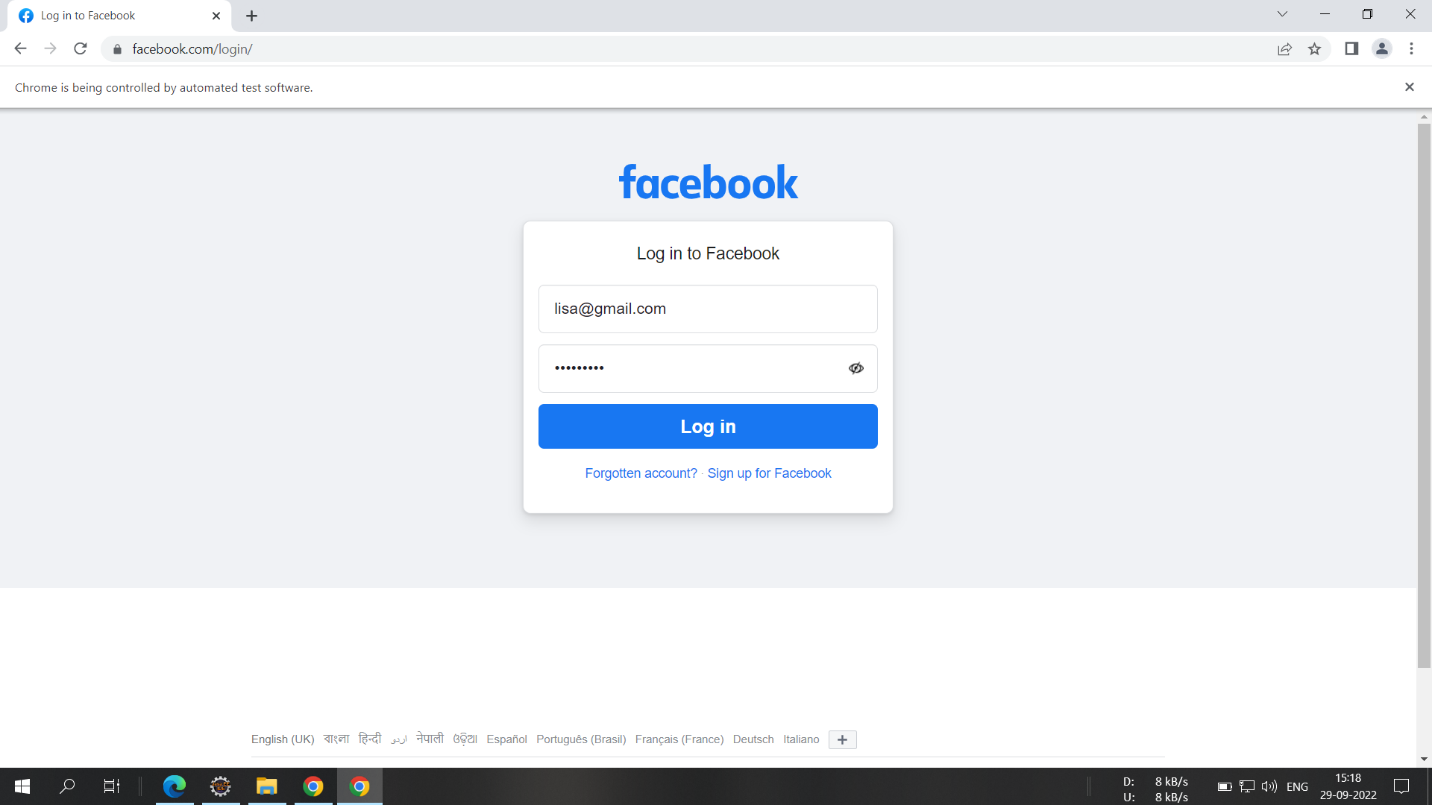 Log in to Facebook
facebook.com/login/
Chrome is being controlled by automated test software.
facebook
Log in to Facebook
lisa@gmail.com
•••••••••
Log in
Forgotten account? · Sign up for Facebook
English (UK) বাংলা हिन्दी اردو नेपाली ଓଡ଼ିଆ Español Português (Brasil) Français (France) Deutsch Italiano
D: 8 kB/s
U: 8 kB/s
ENG
15:18
29-09-2022